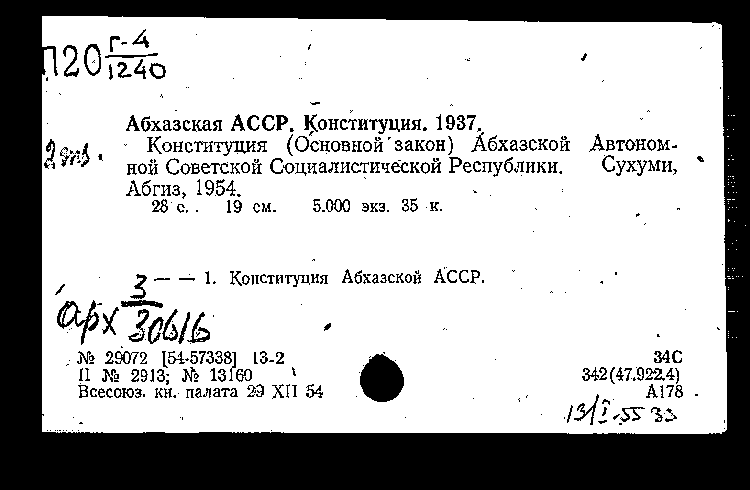 П20 Г-4
1240
Абхазская АССР. Конституция. 1937.
2 экз.
Конституция (Основной закон) Абхазской Автоном-
ной Советской Социалистической Республики. Сухуми,
Абгиз, 1954.
28 с. 19 см. 5.000 экз. 35 к.
— — 1. Конституция Абхазской АССР.
арх 3
30616
№ 29072 [54-57338] 13-2 34С
П № 2913; № 13160 342(47.922.4)
Всесоюз. кн. палата 29 XII 54 А178
13/I-55 33